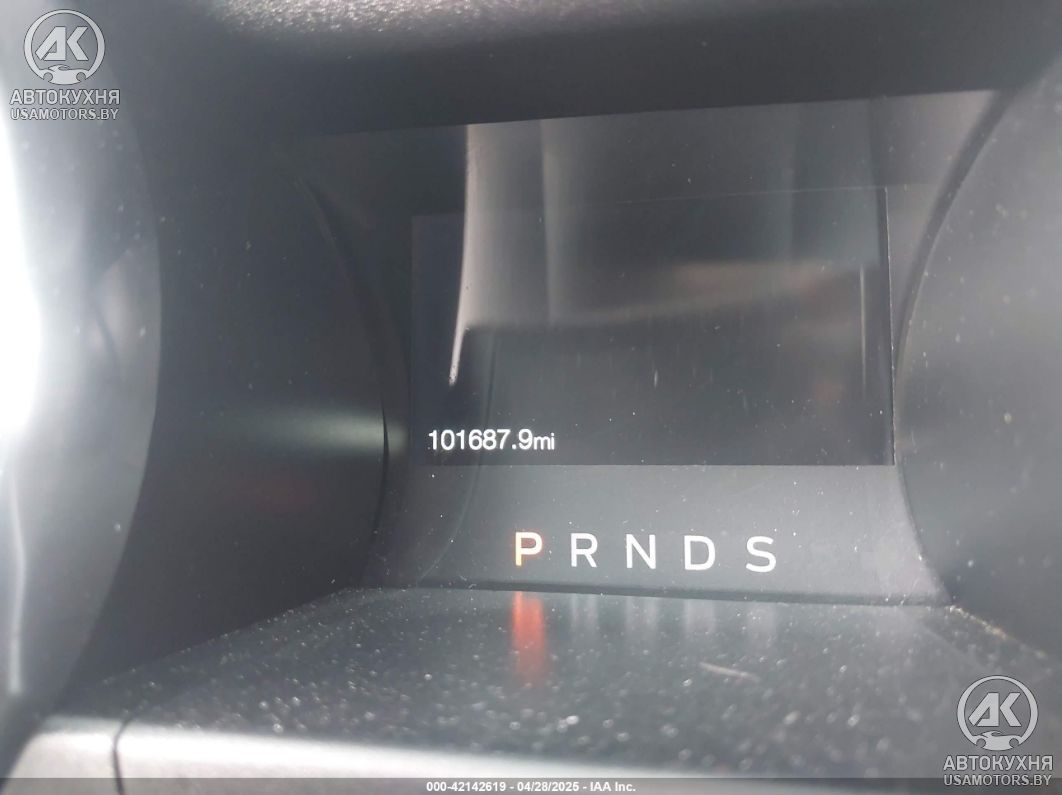 AK
АВТОКУХНЯ
USAMOTORS.BY
101687.9mi
P R N D S
AK
АВТОКУХНЯ
USAMOTORS.BY
000-42142619 - 04/28/2025 - IAA Inc.